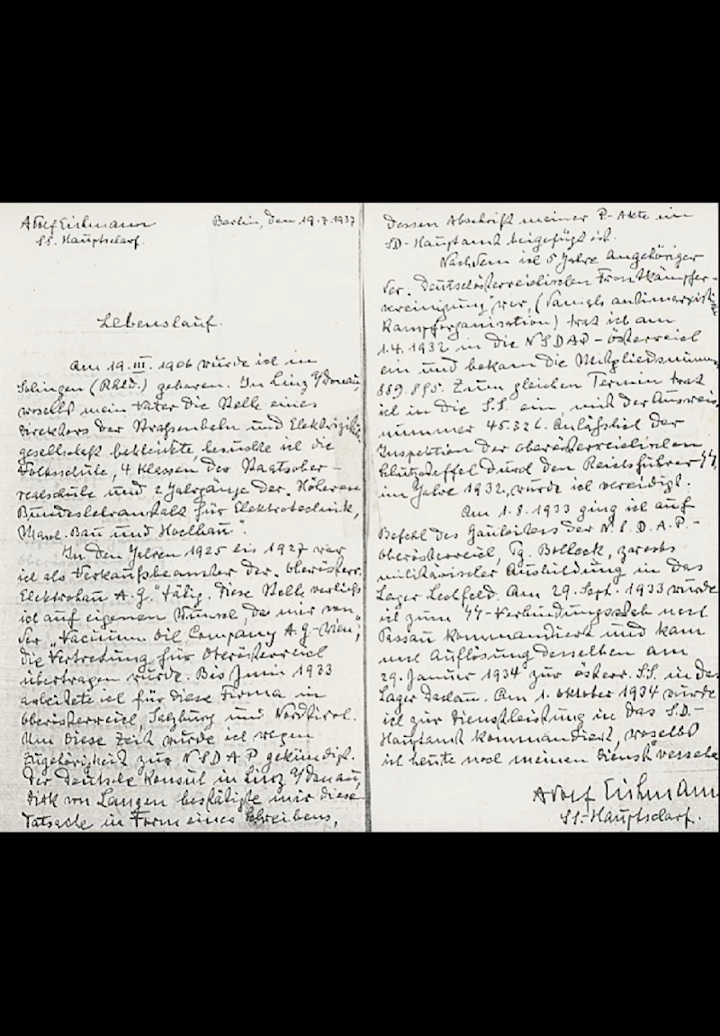 Adolf Eichmann
SS. Hauptscharf.
Berlin, den 19.7.1937
Lebenslauf.
Am 19. III. 1906 wurde ich in
Solingen (Rhld.) geboren. In Linz a/Donau,
woselbst mein Vater die Stelle eines
Direktors der Strassenbahn und Elektrizitäts
gesellschaft bekleidete, besuchte ich die
Volksschule, 4 Klassen der Staatsober-
realschule und 2 Jahrgänge der „Höheren
Bundeslehranstalt für Elektrotechnik,
Masch. Bau und Hochbau".
In den Jahren 1925 bis 1927 war
ich als Verkaufsbeamter der „Oberösterr.
Elektrobau A.G." tätig. Diese Stelle verliess
ich auf eigenen Wunsch, da mir von
der „Vacuum Oil Company A.G.-Wien",
die Vertretung für Oberösterreich
übertragen wurde. Bis Juni 1933
arbeitete ich für diese Firma in
Oberösterreich, Salzburg und Nordtirol.
Um diese Zeit wurde ich wegen
Zugehörigkeit zur N.S.D.A.P. gekündigt.
Der Deutsche Konsul in Linz a/Donau,
Dirk von Langen bestätigte mir diese
Tatsache in Form eines Schreibens,
dessen Abschrift meiner P-Akte im
SD-Hauptamt beigefügt ist.
Nachdem ich 5 Jahre Angehöriger
der „Deutschösterreichischen Frontkämpfer-
vereinigung" war, (damals antimarxisti
Kampforganisation) trat ich am
1.4.1932 in die NSDAP-Österreich
ein und bekam die Mitgliedsnummer
889.895. Zum gleichen Termin trat
ich in die S.S. ein, mit der Ausweis
nummer 45.326. Anläßlich der
Inspektion der oberösterreichischen
Schutzstaffel durch den Reichsführer SS,
im Jahre 1932, wurde ich vereidigt.
Am 1.8.1933 ging ich auf
Befehl des Gauleiters der N.S.D.A.P.-
Oberösterreich, Pg. Bolleck, zwecks
militärischer Ausbildung in das
Lager Lechfeld. Am 29. Sept. 1933 wurde
ich zum SS-Verbindungsstab nach
Passau kommandiert und kam
nach Auflösung desselben am
29. Januar 1934 zur österr. S.S. in das
Lager Dachau. Am 1. Oktober 1934 wurde
ich zur Dienstleistung in das S.D.-
Hauptamt kommandiert, woselbst
ich heute noch meinen Dienst versehe
Adolf Eichmann
SS-Hauptscharf.